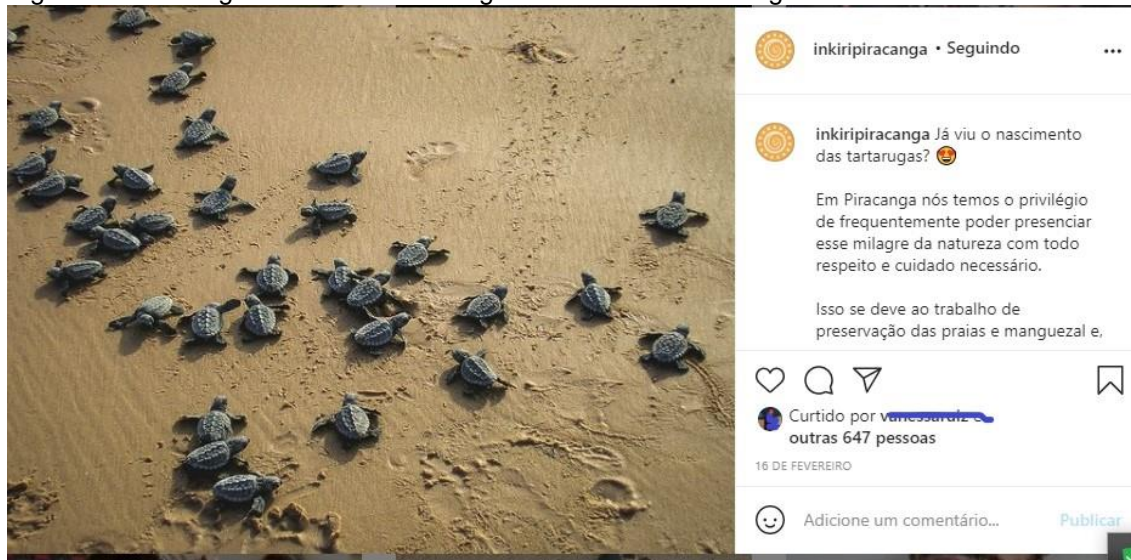 inkiripiracanga • Seguindo
inkiripiracanga Já viu o nascimento
das tartarugas? 🤩
Em Piracanga nós temos o privilégio
de frequentemente poder presenciar
esse milagre da natureza com todo
respeito e cuidado necessário.
Isso se deve ao trabalho de
preservação das praias e manguezal e,
Curtido por
outras 647 pessoas
16 DE FEVEREIRO
Adicione um comentário...
Publicar